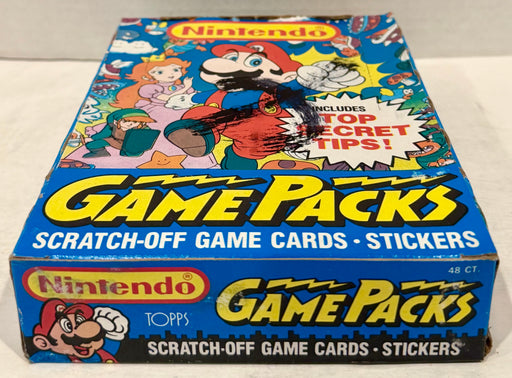 Nintendo®
INCLUDES
TOP
SECRET
TIPS!
GAME PACKS
SCRATCH-OFF GAME CARDS • STICKERS
48 CT.
Nintendo®
TOPPS
GAME PACKS
SCRATCH-OFF GAME CARDS • STICKERS